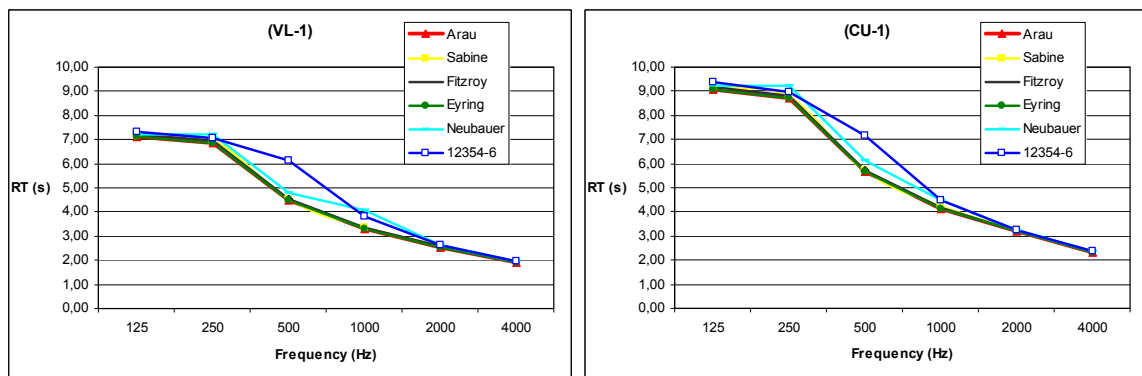 (VL-1)
Arau
Sabine
Fitzroy
Eyring
Neubauer
12354-6
10,00
9,00
8,00
7,00
6,00
5,00
4,00
3,00
2,00
1,00
0,00
RT (s)
125 250 500 1000 2000 4000
Frequency (Hz)
(CU-1)
Arau
Sabine
Fitzroy
Eyring
Neubauer
12354-6
10,00
9,00
8,00
7,00
6,00
5,00
4,00
3,00
2,00
1,00
0,00
RT (s)
125 250 500 1000 2000 4000
Frequency (Hz)